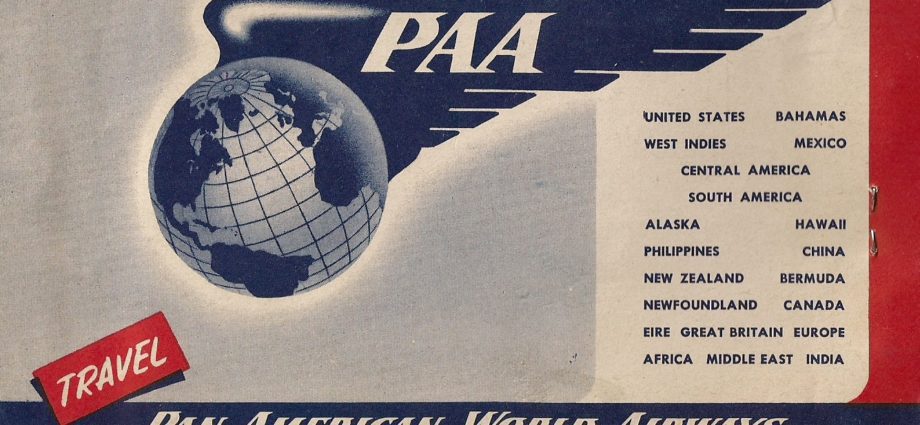 PAA
UNITED STATES BAHAMAS
WEST INDIES MEXICO
CENTRAL AMERICA
SOUTH AMERICA
ALASKA HAWAII
PHILIPPINES CHINA
NEW ZEALAND BERMUDA
NEWFOUNDLAND CANADA
EIRE GREAT BRITAIN EUROPE
AFRICA MIDDLE EAST INDIA
TRAVEL
PAN AMERICAN WORLD AIRWAYS